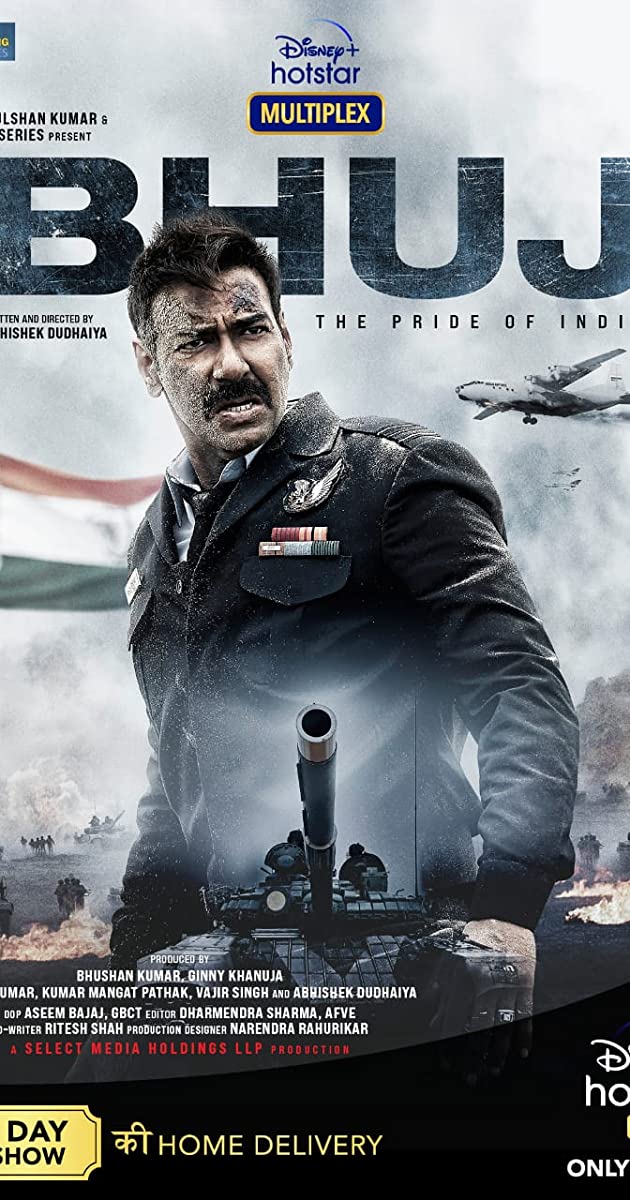 Disney+
hotstar
MULTIPLEX
ULSHAN KUMAR &
SERIES PRESENT
BHUJ
TTEN AND DIRECTED BY
HISHEK DUDHAIYA
THE PRIDE OF INDI
PRODUCED BY
BHUSHAN KUMAR, GINNY KHANUJA
UMAR, KUMAR MANGAT PATHAK, VAJIR SINGH AND ABHISHEK DUDHAIYA
DOP ASEEM BAJAJ, GBCT EDITOR DHARMENDRA SHARMA, AFVE
O-WRITER RITESH SHAH PRODUCTION DESIGNER NARENDRA RAHURIKAR
A SELECT MEDIA HOLDINGS LLP PRODUCTION
DAY
SHOW
की HOME DELIVERY
Dis
ho
ONLY